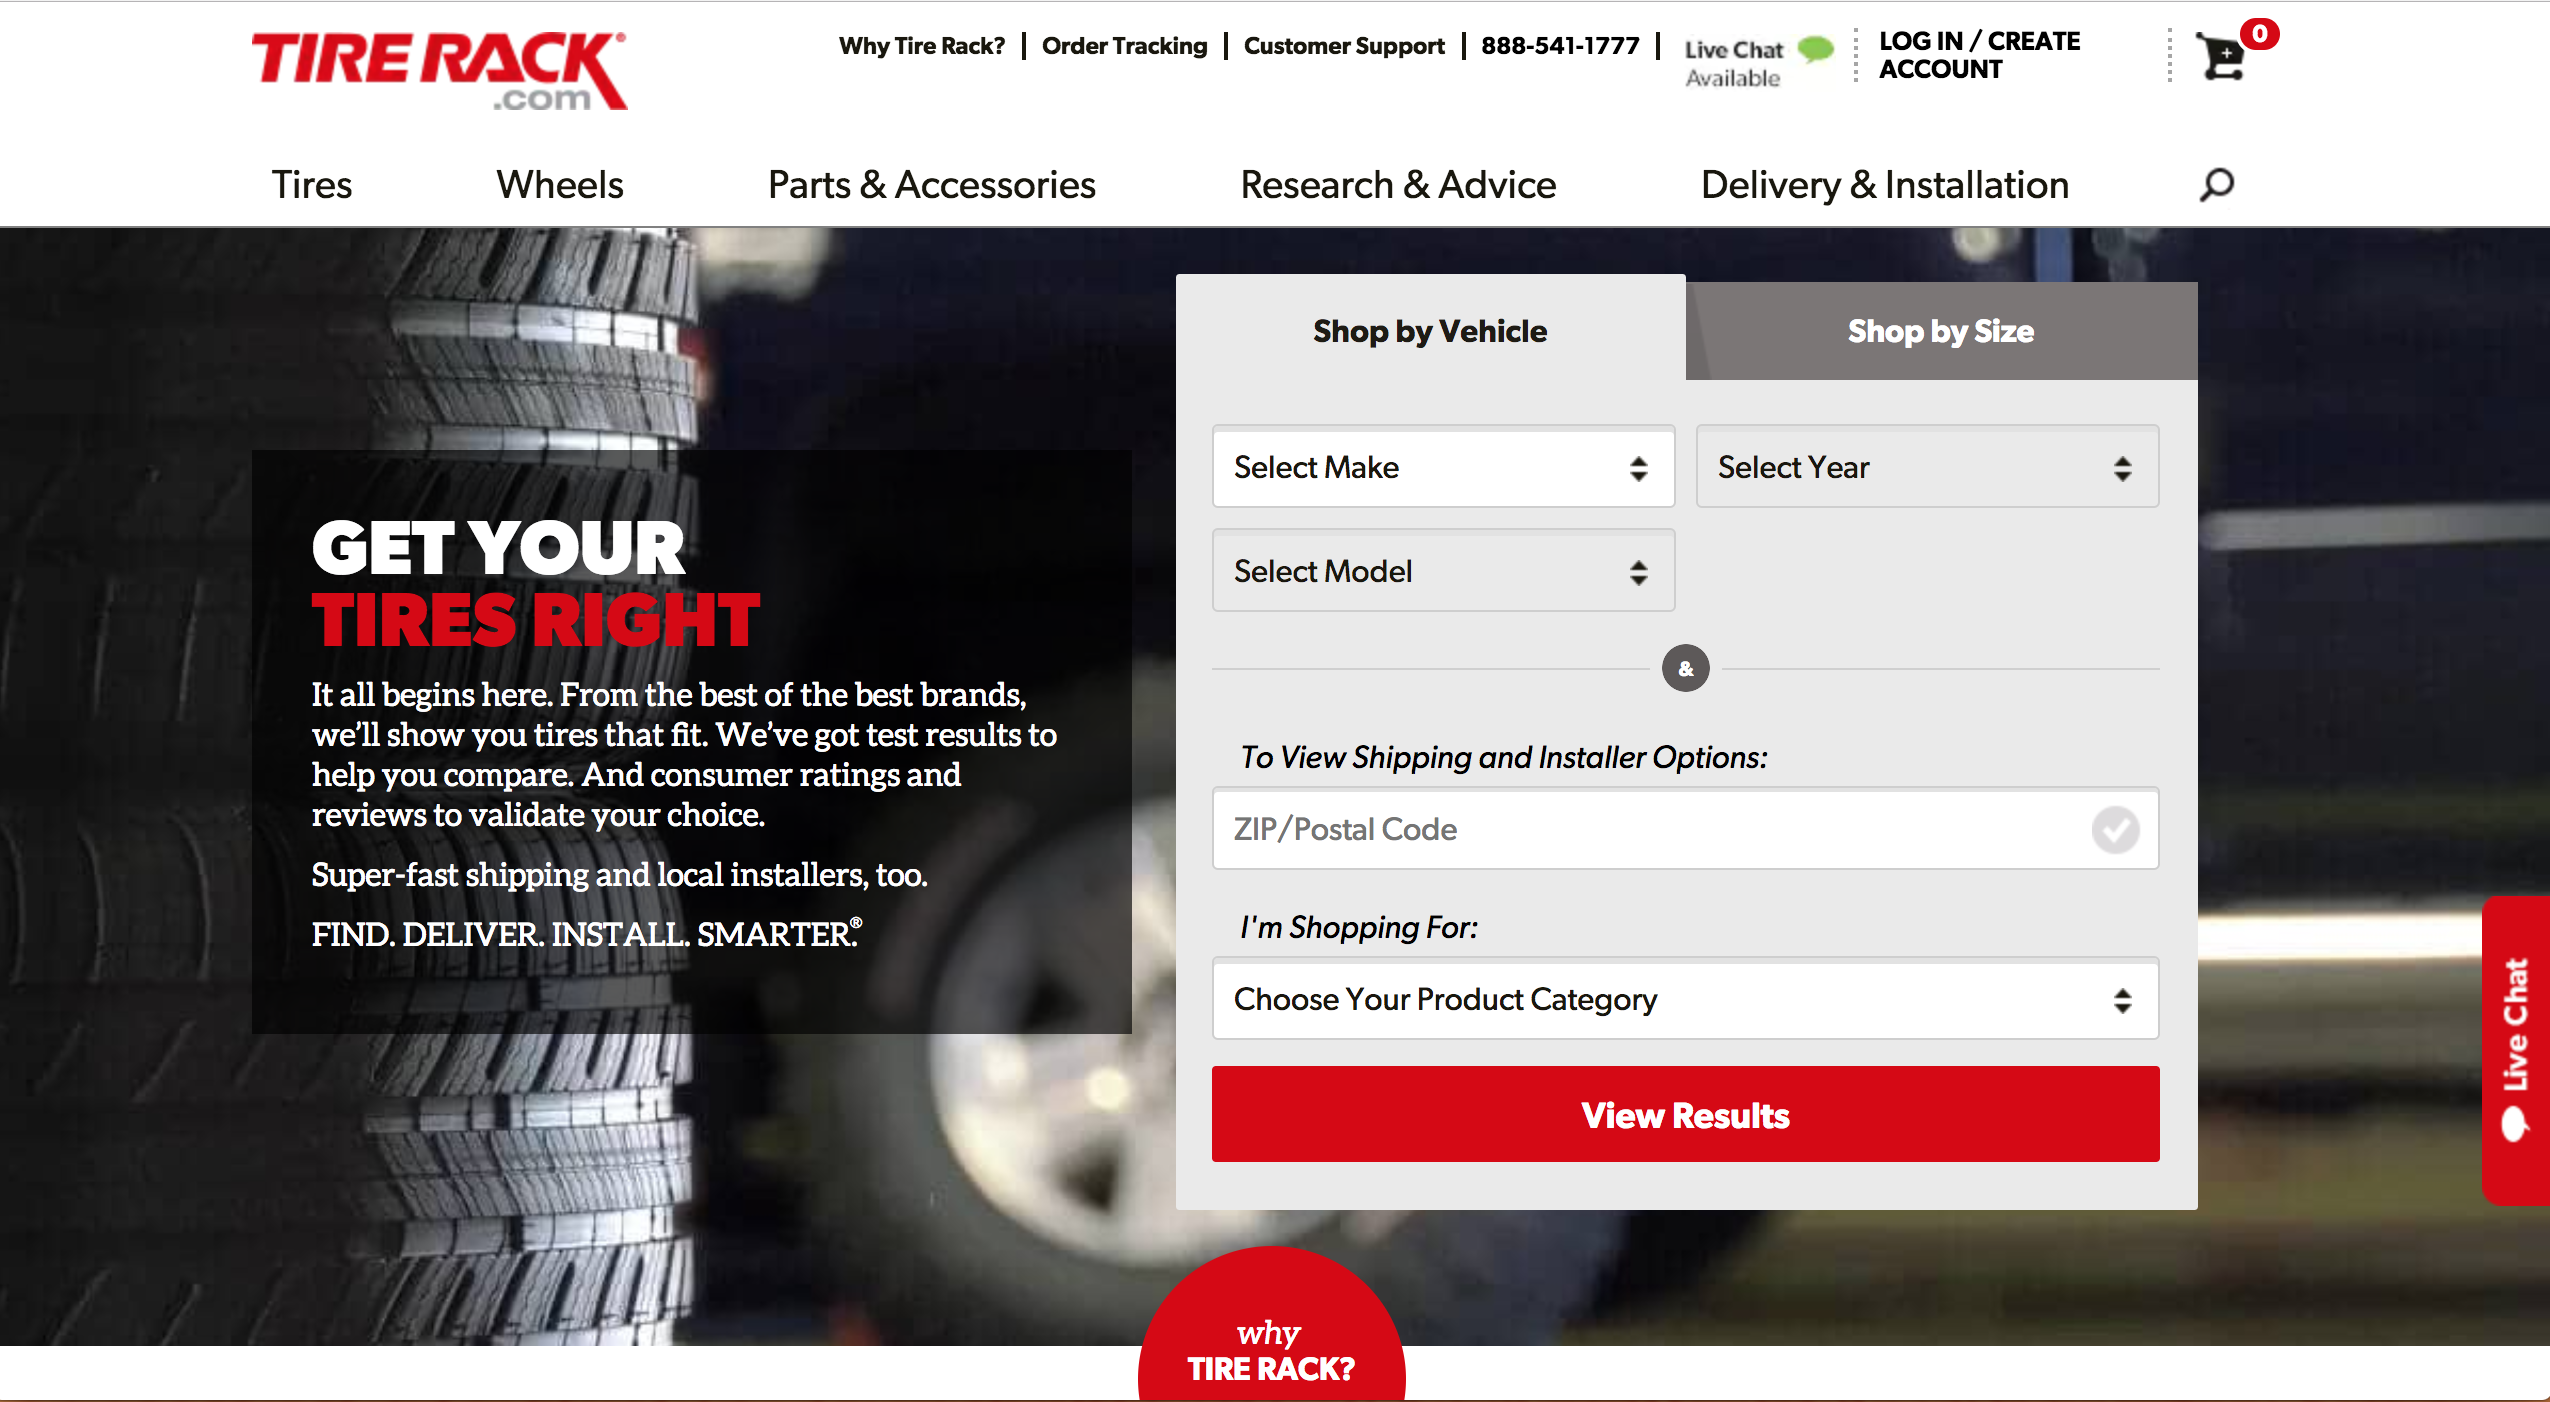 TIRE RACK®
.com
Why Tire Rack? | Order Tracking | Customer Support | 888-541-1777 |
Live Chat
Available
LOG IN / CREATE
ACCOUNT
0
Tires
Wheels
Parts & Accessories
Research & Advice
Delivery & Installation
GET YOUR
TIRES RIGHT
It all begins here. From the best of the best brands,
we’ll show you tires that fit. We’ve got test results to
help you compare. And consumer ratings and
reviews to validate your choice.
Super-fast shipping and local installers, too.
FIND. DELIVER. INSTALL. SMARTER.®
Shop by Vehicle
Shop by Size
Select Make
Select Year
Select Model
&
To View Shipping and Installer Options:
ZIP/Postal Code
I'm Shopping For:
Choose Your Product Category
View Results
Live Chat
why
TIRE RACK?